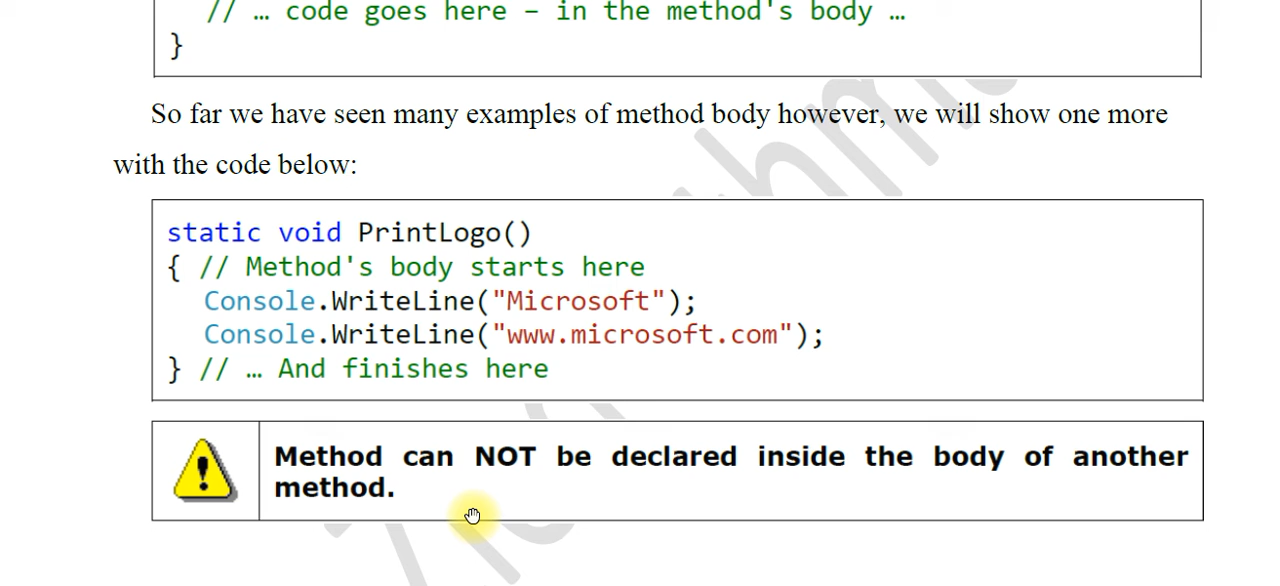 // … code goes here – in the method's body …
}
So far we have seen many examples of method body however, we will show one more
with the code below:
static void PrintLogo()
{ // Method's body starts here
Console.WriteLine("Microsoft");
Console.WriteLine("www.microsoft.com");
} // … And finishes here
Method can NOT be declared inside the body of another
method.